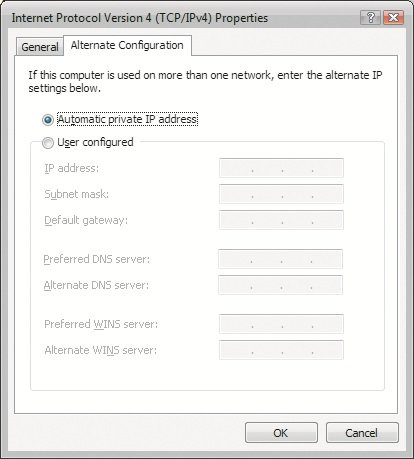 Internet Protocol Version 4 (TCP/IPv4) Properties
General Alternate Configuration
If this computer is used on more than one network, enter the alternate IP
settings below.
Automatic private IP address
User configured
IP address: . . .
Subnet mask: . . .
Default gateway: . . .
Preferred DNS server: . . .
Alternate DNS server: . . .
Preferred WINS server: . . .
Alternate WINS server: . . .
OK Cancel